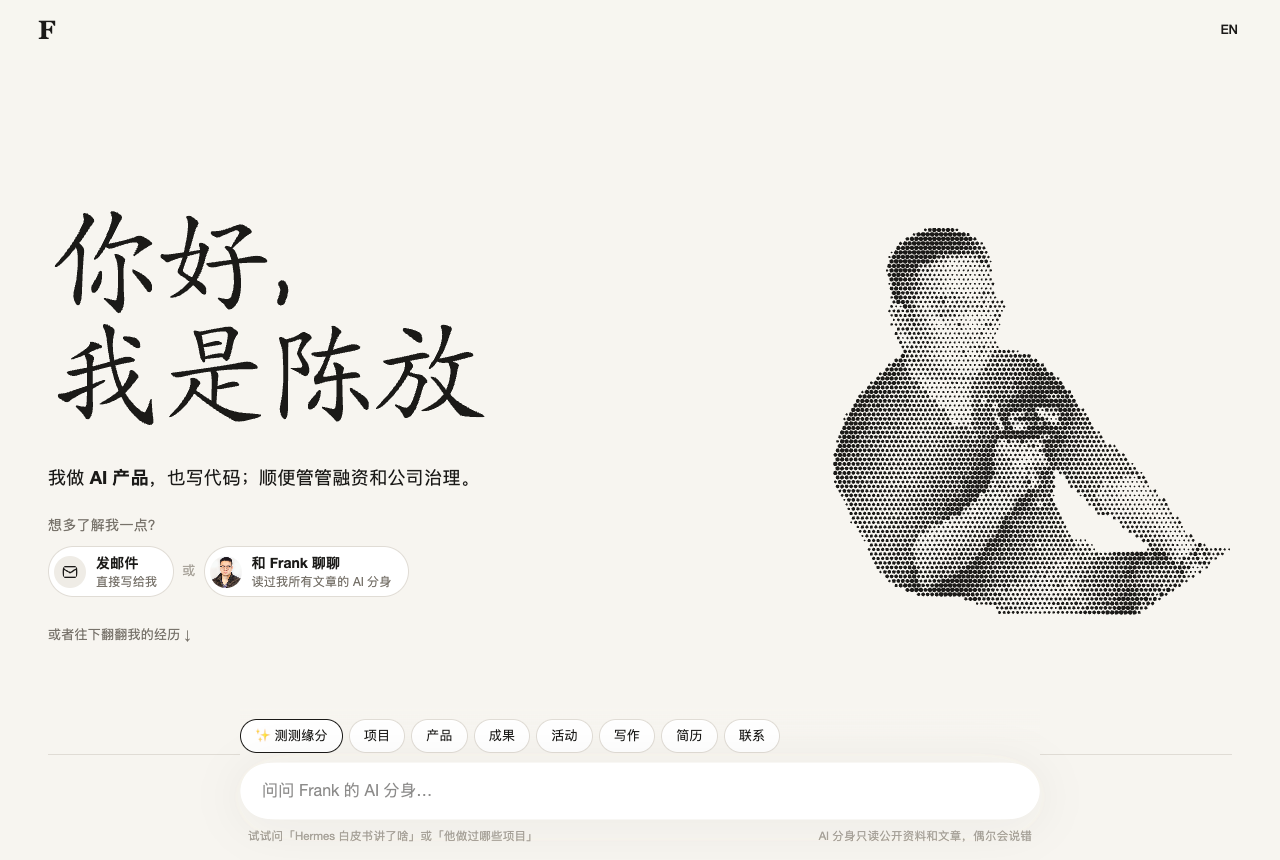 F
EN
你好,
我是陈放
我做 AI 产品，也写代码；顺便管管融资和公司治理。
想多了解我一点？
发邮件
直接写给我
或
和 Frank 聊聊
读过我所有文章的 AI 分身
或者往下翻翻我的经历 ↓
✨ 测测缘分
项目
产品
成果
活动
写作
简历
联系
问问 Frank 的 AI 分身…
试试问「Hermes 白皮书讲了啥」或「他做过哪些项目」
AI 分身只读公开资料和文章，偶尔会说错